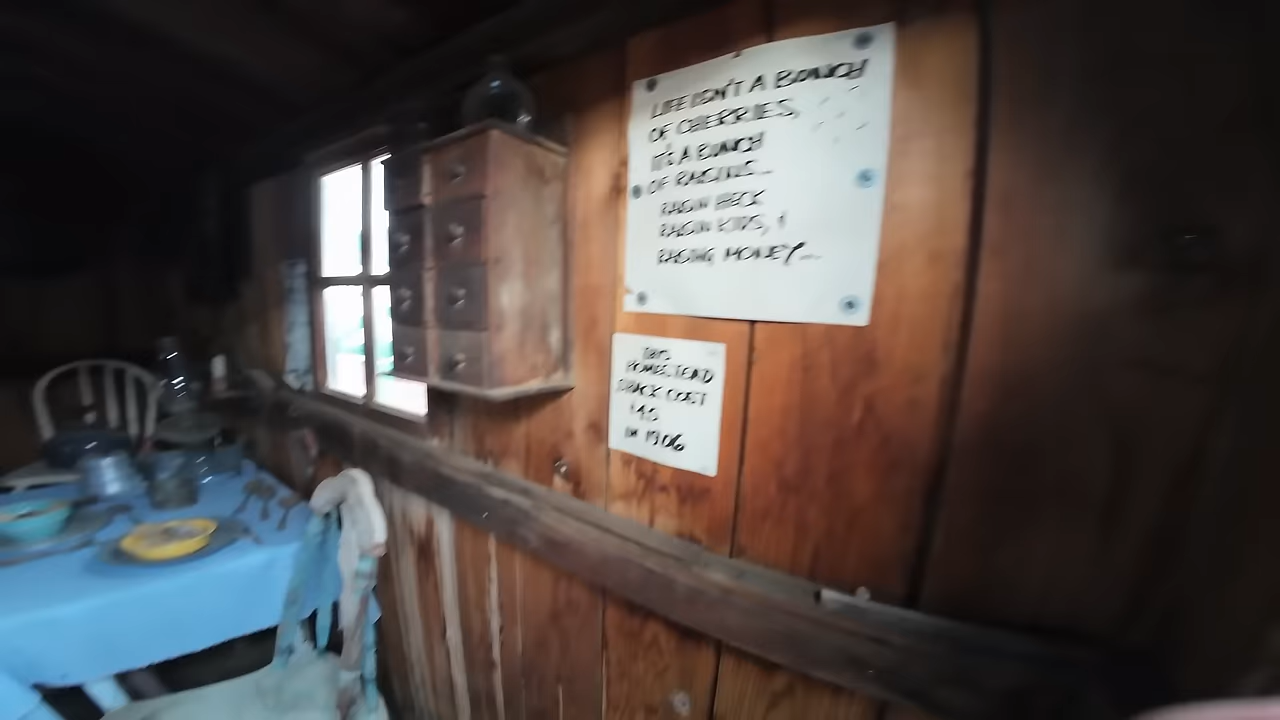 LIFE ISN'T A BUNCH
OF CHERRIES,
IT'S A BUNCH
OF RAISINS...
RAISIN HECK
RAISIN KIDS, &
RAISING MONEY...
THIS
HOMESTEAD
SHACK COST
$45
IN 1906